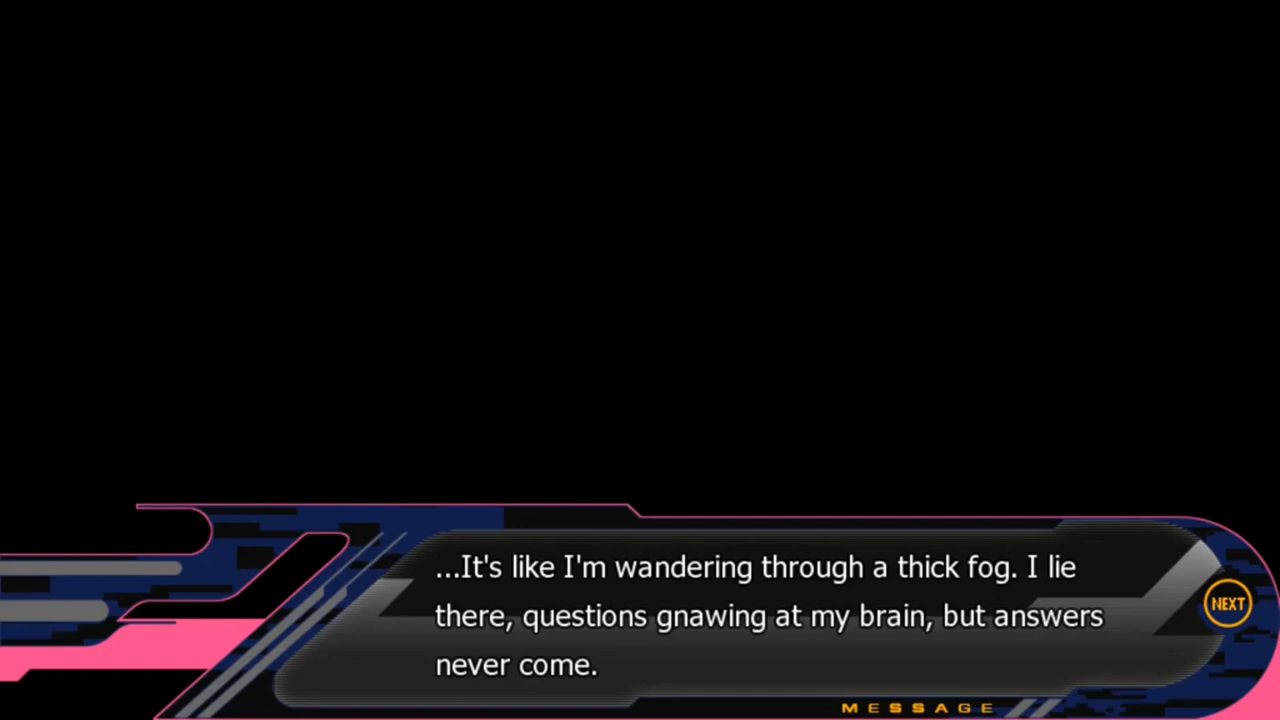 ...It's like I'm wandering through a thick fog. I lie
there, questions gnawing at my brain, but answers
never come.
NEXT
MESSAGE